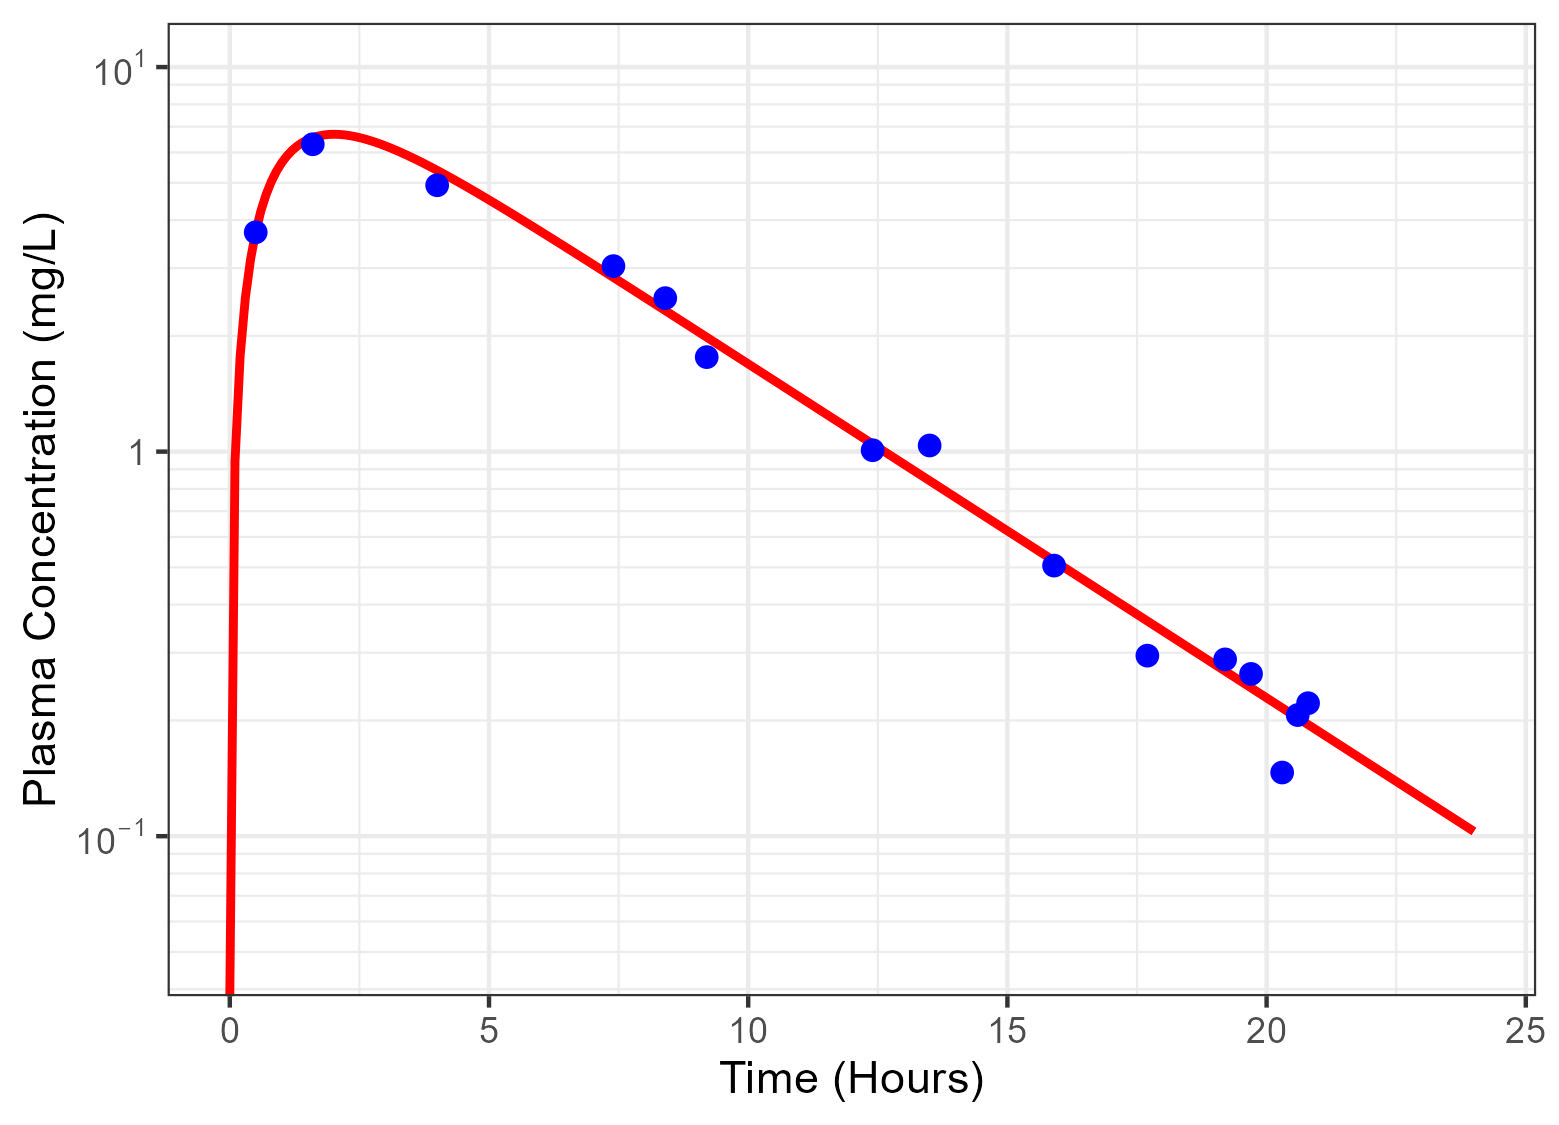 Plasma Concentration (mg/L)
10¹
1
10⁻¹
0 5 10 15 20 25
Time (Hours)